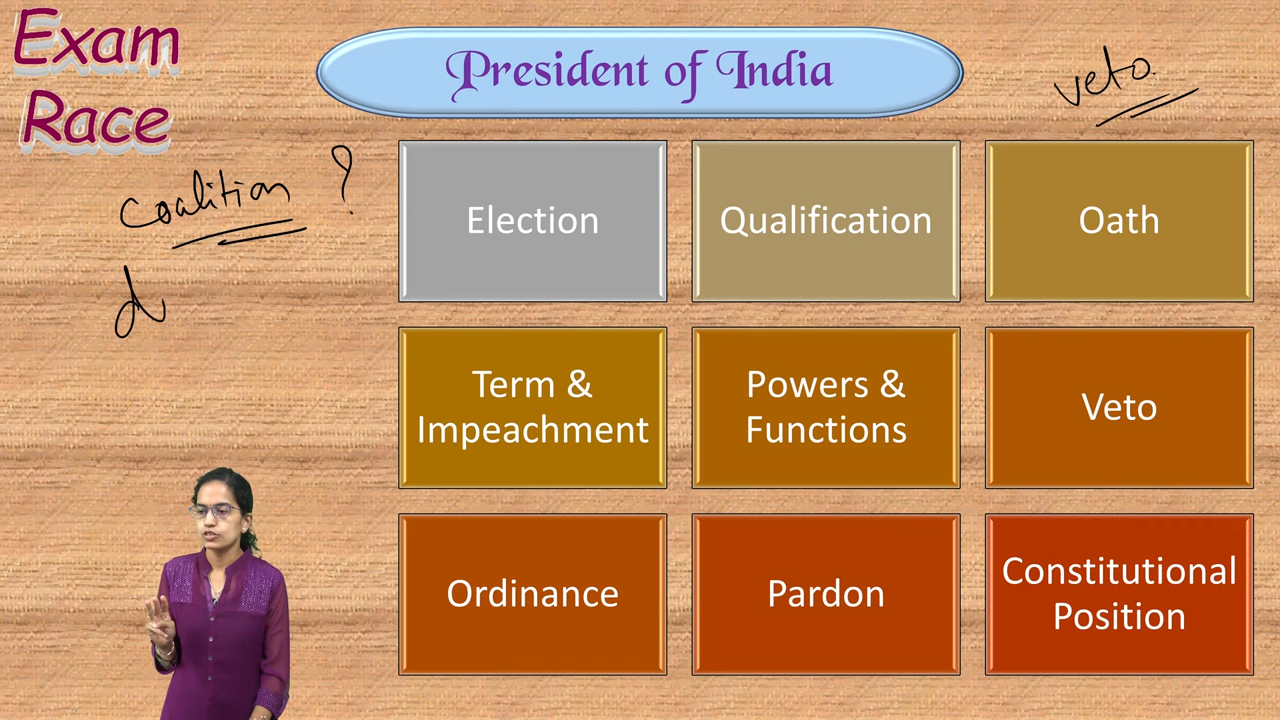 Exam
Race
President of India
veto
coalition ?
d
Election
Qualification
Oath
Term &
Impeachment
Powers &
Functions
Veto
Ordinance
Pardon
Constitutional
Position